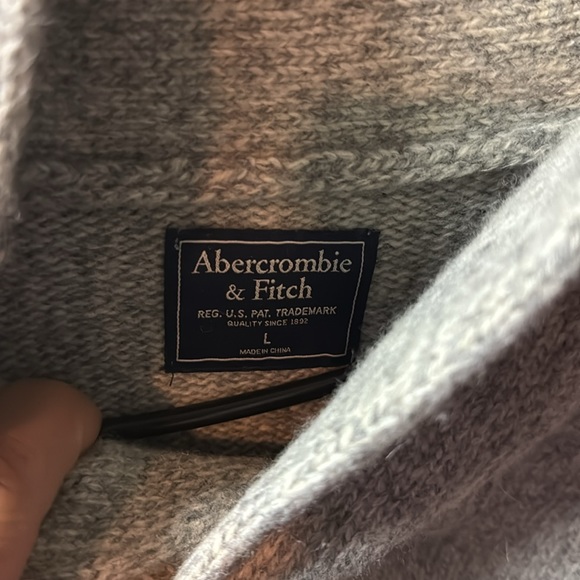 Abercrombie
& Fitch
REG. U.S. PAT. TRADEMARK
QUALITY SINCE 1892
L
MADE IN CHINA